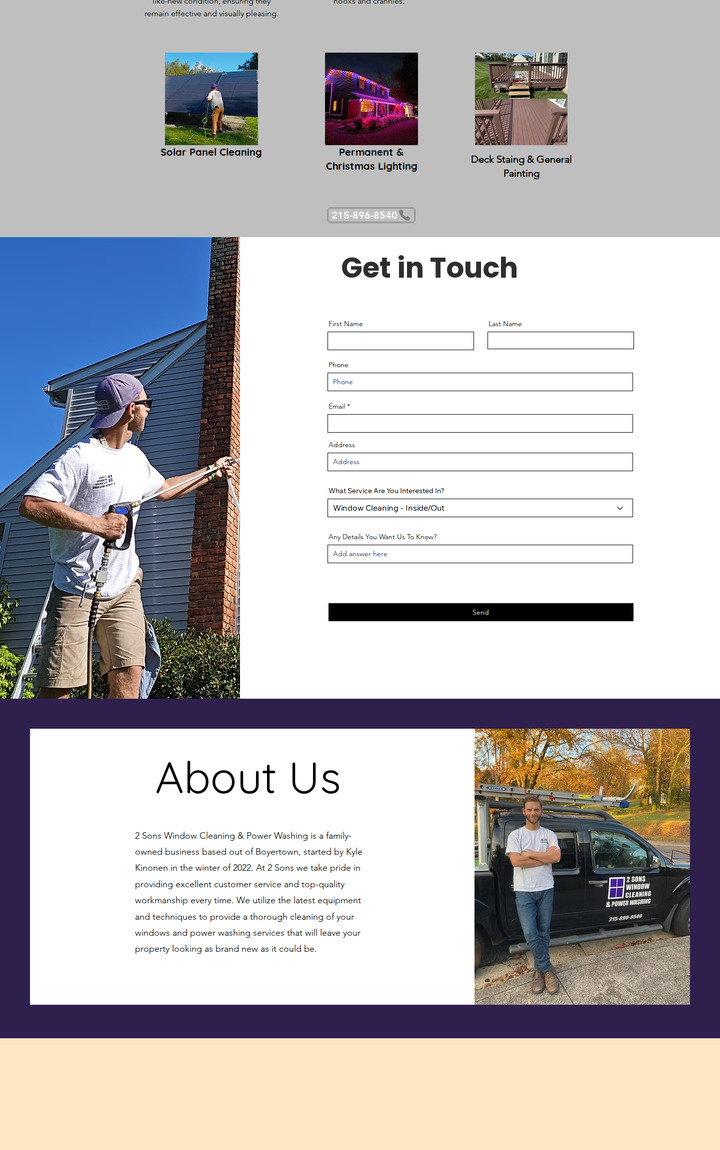 like-new condition, ensuring they
remain effective and visually pleasing.
nooks and crannies.
Solar Panel Cleaning
Permanent &
Christmas Lighting
Deck Staing & General
Painting
215-896-8540
Get in Touch
First Name
Last Name
Phone
Phone
Email *
Address
Address
What Service Are You Interested In?
Window Cleaning - Inside/Out
Any Details You Want Us To Know?
Add answer here
Send
About Us
2 Sons Window Cleaning & Power Washing is a family-
owned business based out of Boyertown, started by Kyle
Kinonen in the winter of 2022. At 2 Sons we take pride in
providing excellent customer service and top-quality
workmanship every time. We utilize the latest equipment
and techniques to provide a thorough cleaning of your
windows and power washing services that will leave your
property looking as brand new as it could be.
2 SONS
WINDOW
CLEANING
& POWER WASHING
215-896-8540